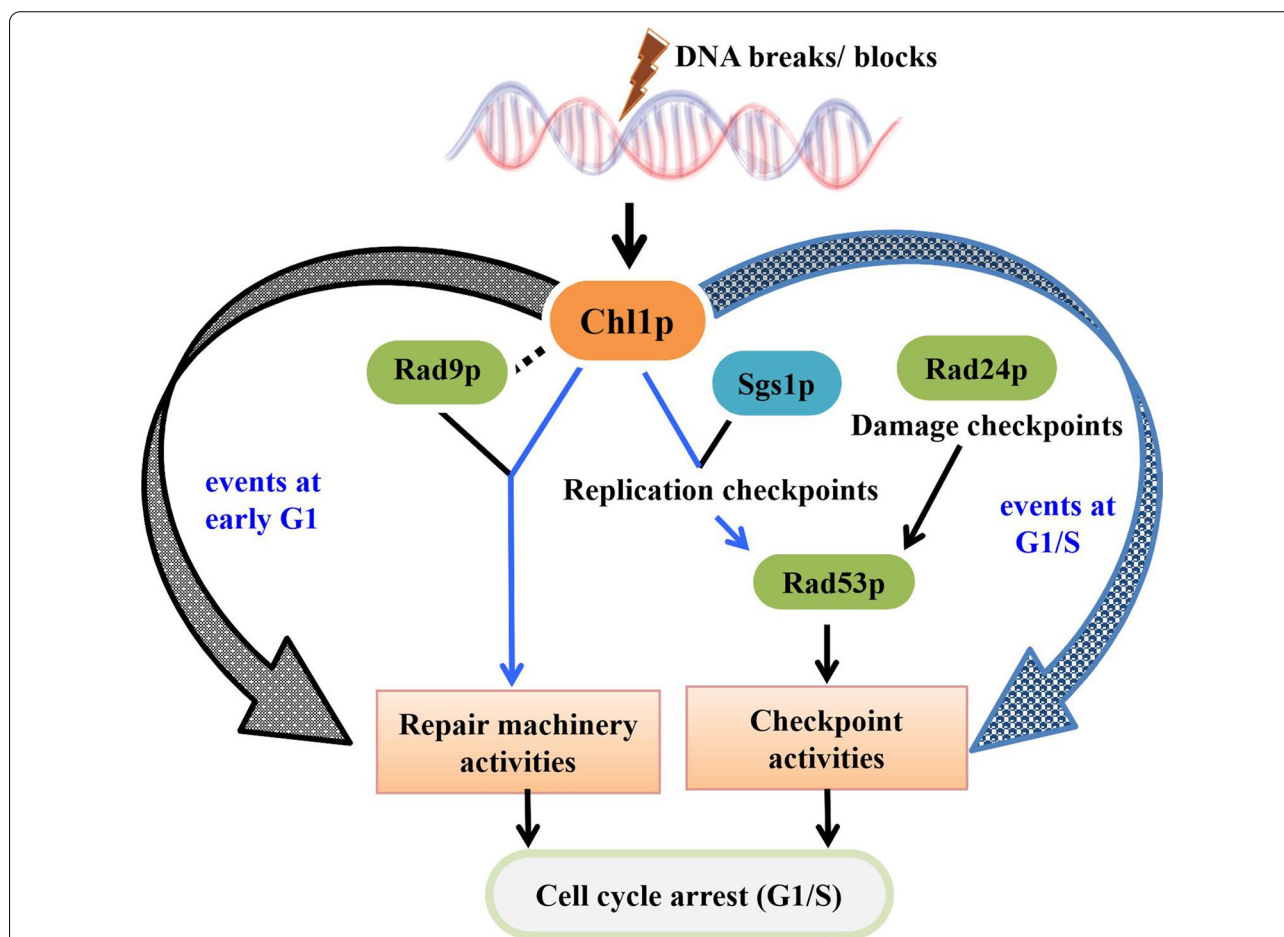 DNA breaks/ blocks
Chl1p
Rad9p
Sgs1p
Rad24p
Damage checkpoints
events at
early G1
Replication checkpoints
events at
G1/S
Rad53p
Repair machinery
activities
Checkpoint
activities
Cell cycle arrest (G1/S)